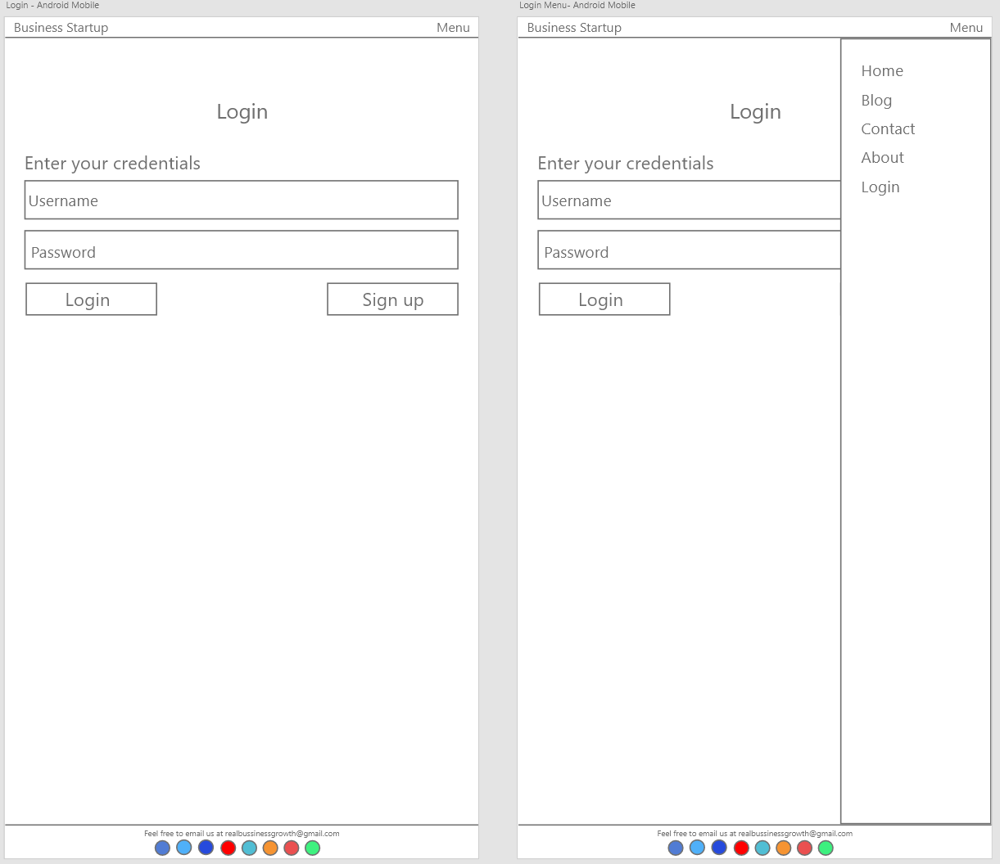 Login - Android Mobile
Business Startup
Menu
Login
Enter your credentials
Username
Password
Login
Sign up
Feel free to email us at realbussinessgrowth@gmail.com
Login Menu- Android Mobile
Business Startup
Menu
Login
Enter your credentials
Username
Password
Login
Home
Blog
Contact
About
Login
Feel free to email us at realbussinessgrowth@gmail.com